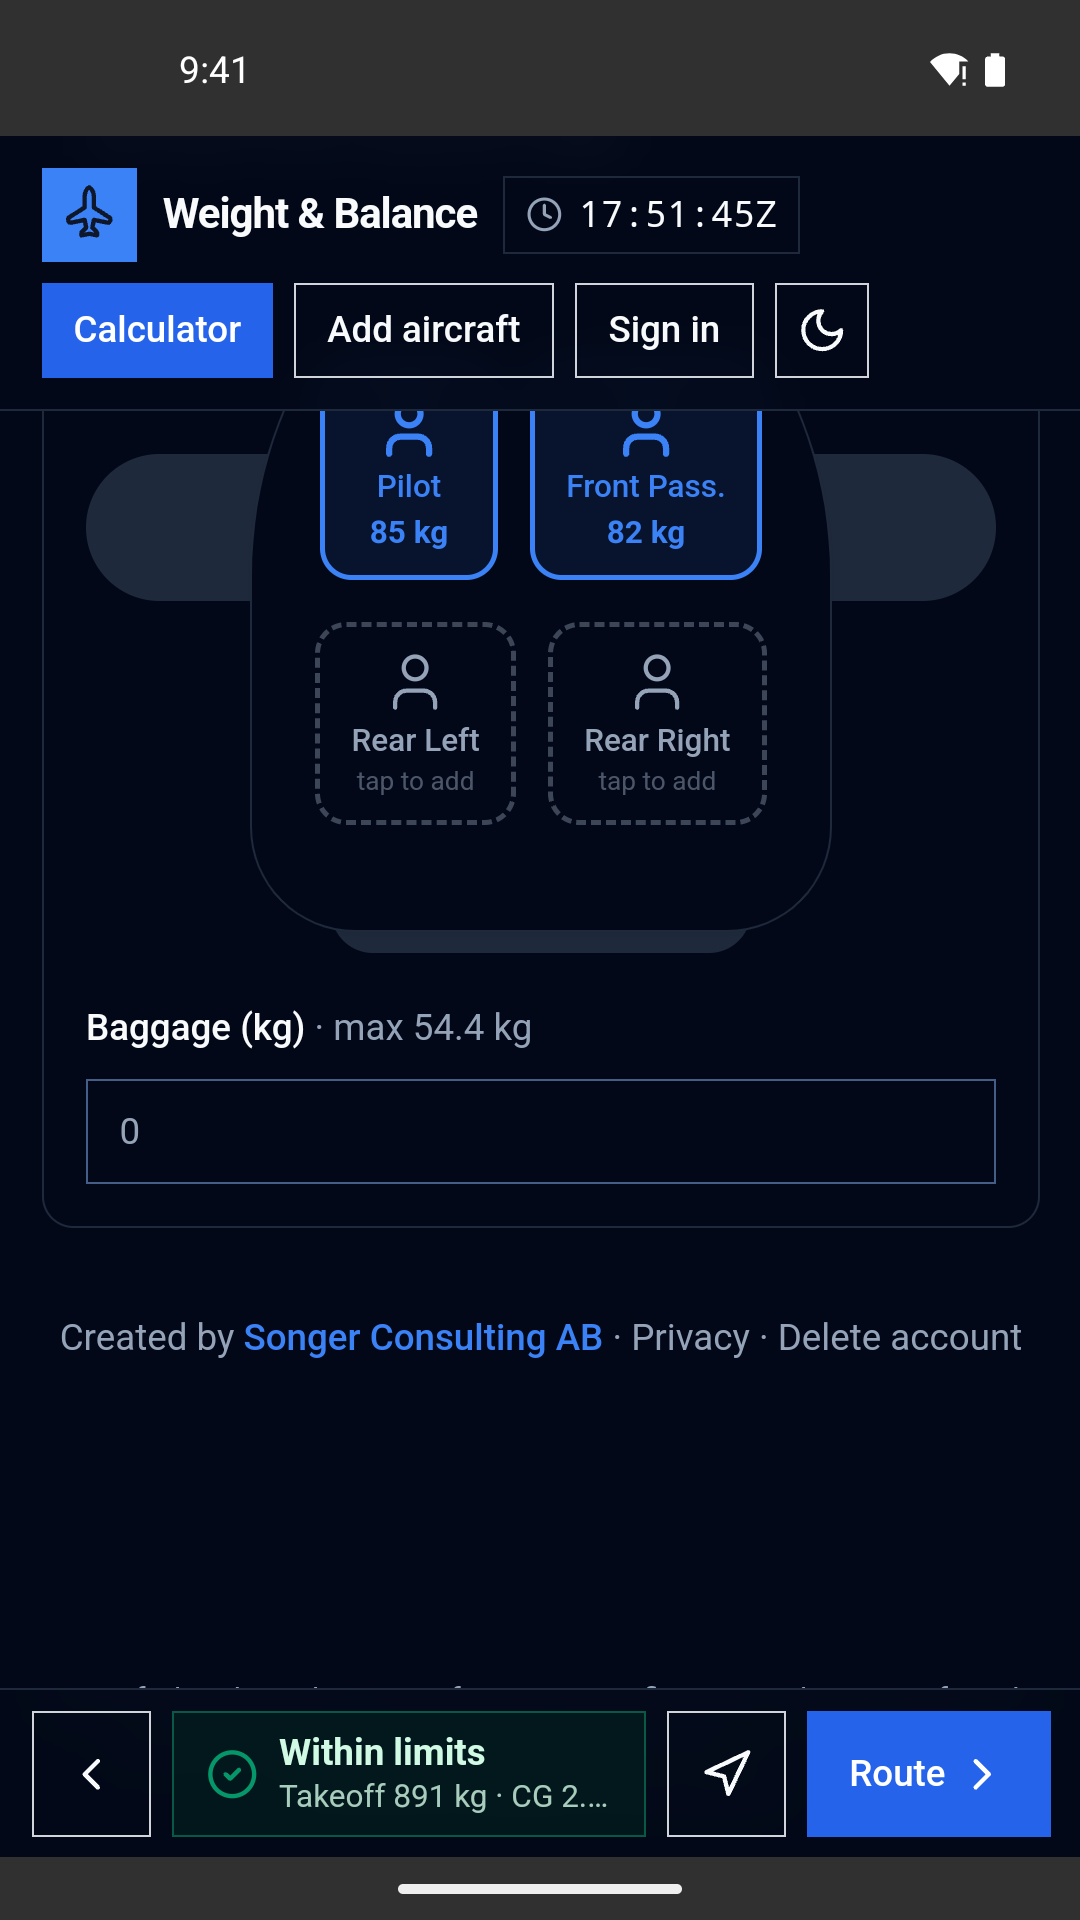 9:41
Weight & Balance
17:51:45Z
Calculator
Add aircraft
Sign in
Pilot
85 kg
Front Pass.
82 kg
Rear Left
tap to add
Rear Right
tap to add
Baggage (kg) · max 54.4 kg
0
Created by Songer Consulting AB · Privacy · Delete account
Within limits
Takeoff 891 kg · CG 2.…
Route